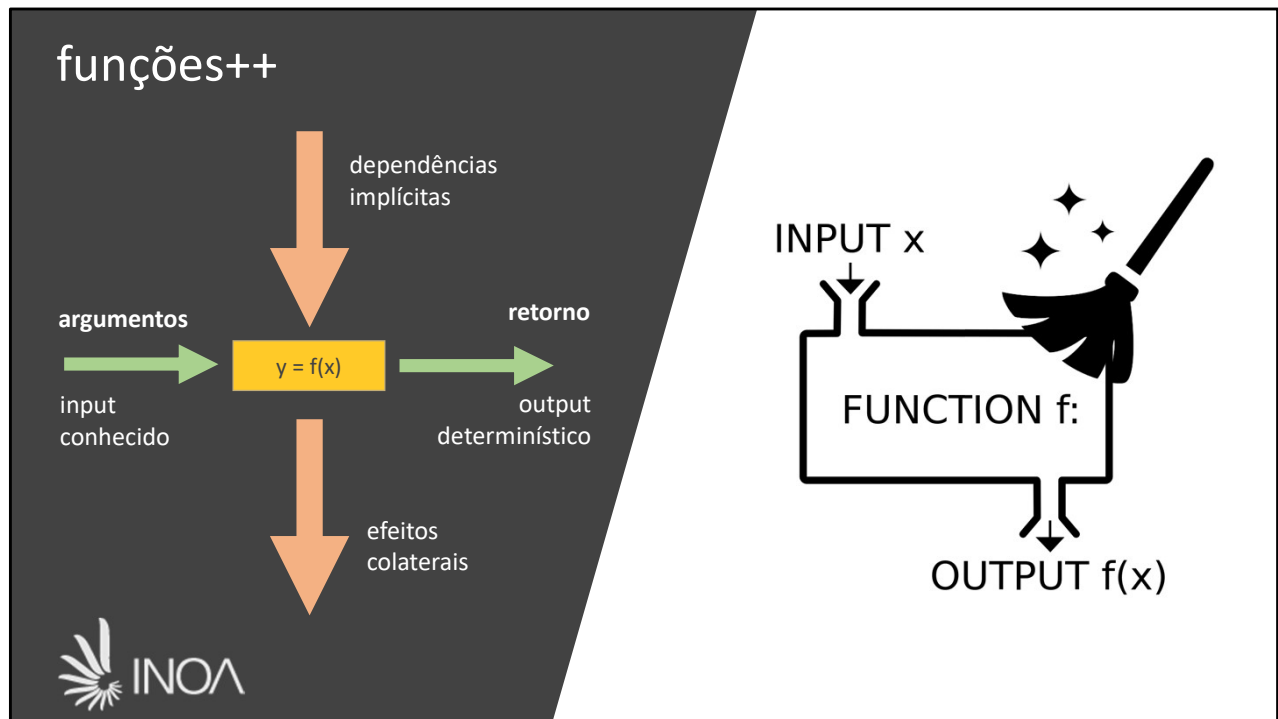 funções++
dependências
implícitas
argumentos
input
conhecido
y = f(x)
retorno
output
determinístico
efeitos
colaterais
INOA
INPUT x
FUNCTION f:
OUTPUT f(x)